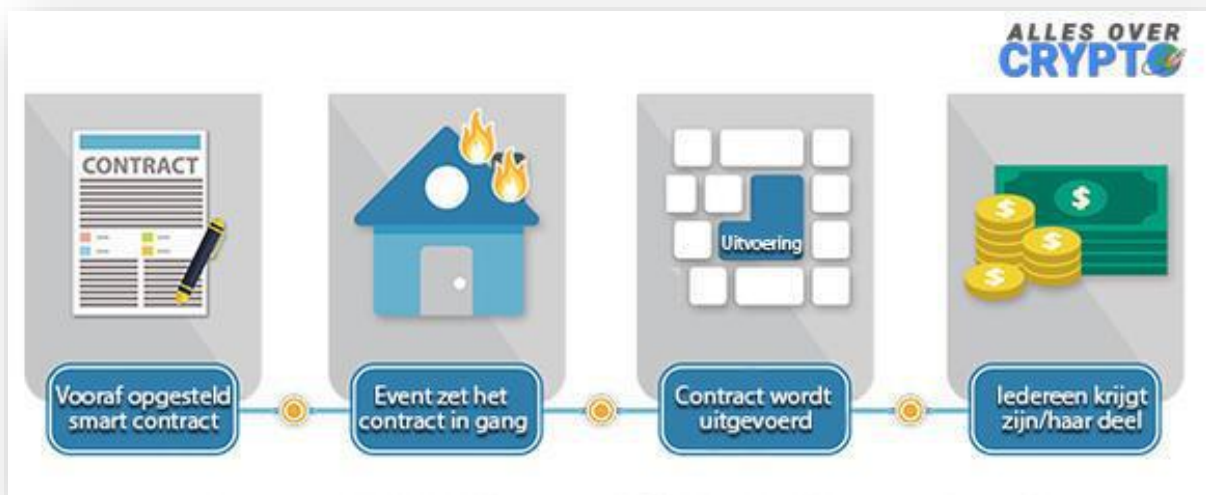 ALLES OVER
CRYPTO
CONTRACT
$
Uitvoering
$
$
$
Vooraf opgesteld
smart contract
Event zet het
contract in gang
Contract wordt
uitgevoerd
Iedereen krijgt
zijn/haar deel